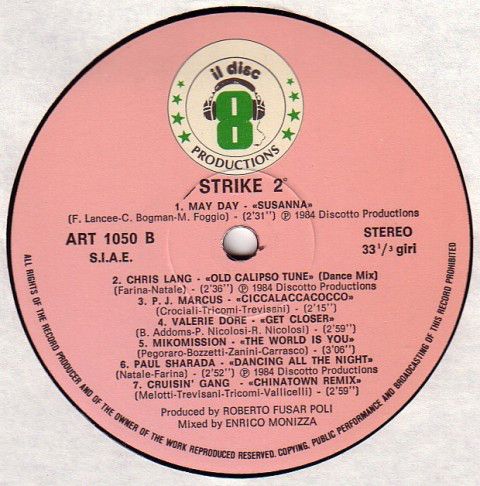 il disc
8
PRODUCTIONS
STRIKE 2°
1. MAY DAY - «SUSANNA»
(F. Lancee-C. Bogman-M. Foggio) - (2'31") ℗ 1984 Discotto Productions
ART 1050 B
S.I.A.E.
STEREO
33 1/3 giri
2. CHRIS LANG - «OLD CALIPSO TUNE» (Dance Mix)
(Farina-Natale) - (2'36") ℗ 1984 Discotto Productions
3. P. J. MARCUS - «CICCALACCACOCCO»
(Crociali-Tricomi-Trevisani) - (2'15")
4. VALERIE DORE - «GET CLOSER»
(B. Addoms-P. Nicolosi-R. Nicolosi) - (2'59")
5. MIKOMISSION - «THE WORLD IS YOU»
(Pegoraro-Bozzetti-Zanini-Carrasco) - (3'06")
6. PAUL SHARADA - «DANCING ALL THE NIGHT»
(Natale-Farina) - (2'52") ℗ 1984 Discotto Productions
7. CRUISIN' GANG - «CHINATOWN REMIX»
(Melotti-Trevisani-Tricomi-Vallicelli) - (2'59")
Produced by ROBERTO FUSAR POLI
Mixed by ENRICO MONIZZA
ALL RIGHTS OF THE RECORD PRODUCER AND OF THE OWNER OF THE WORK REPRODUCED RESERVED. COPYING. PUBLIC PERFORMANCE AND BROADCASTING OF THIS RECORD PROHIBITED